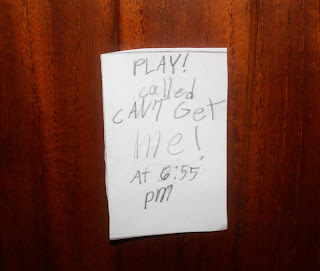 PLAY!
called
CAN'T Get
me!
At 6:55
pm